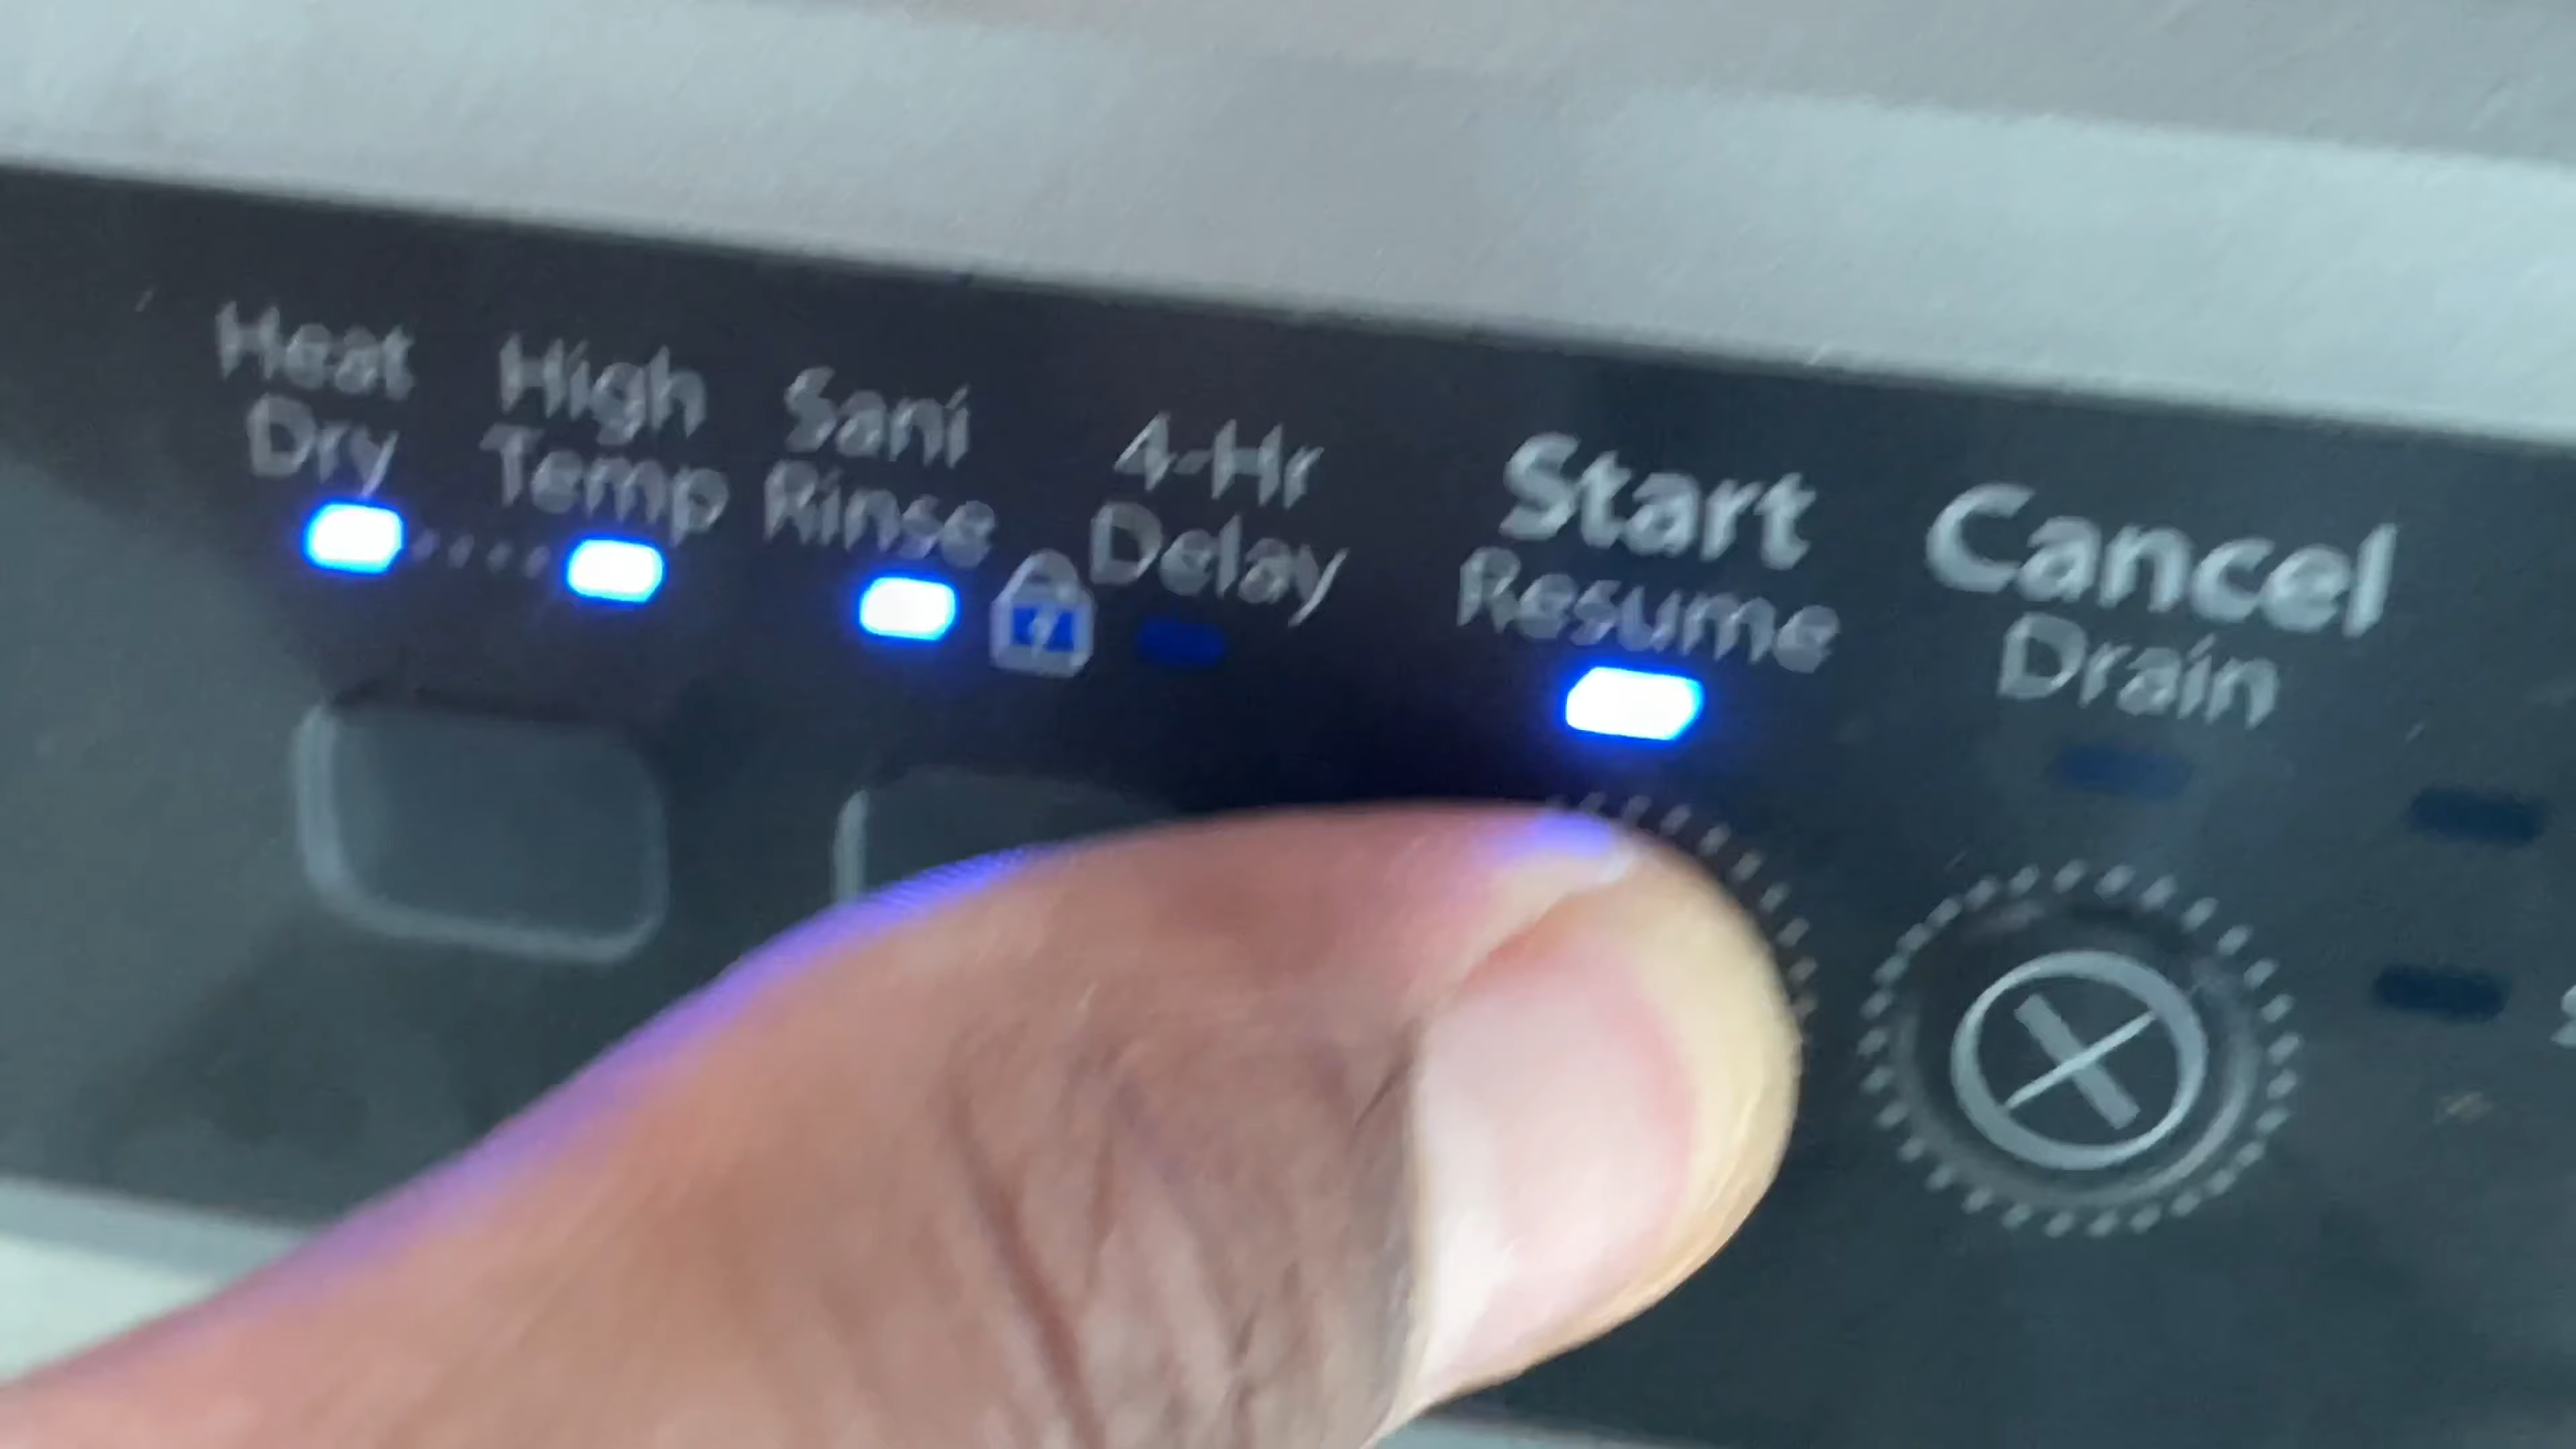 Heat
Dry
High
Temp
Sani
Rinse
4-Hr
Delay
Start
Resume
Cancel
Drain